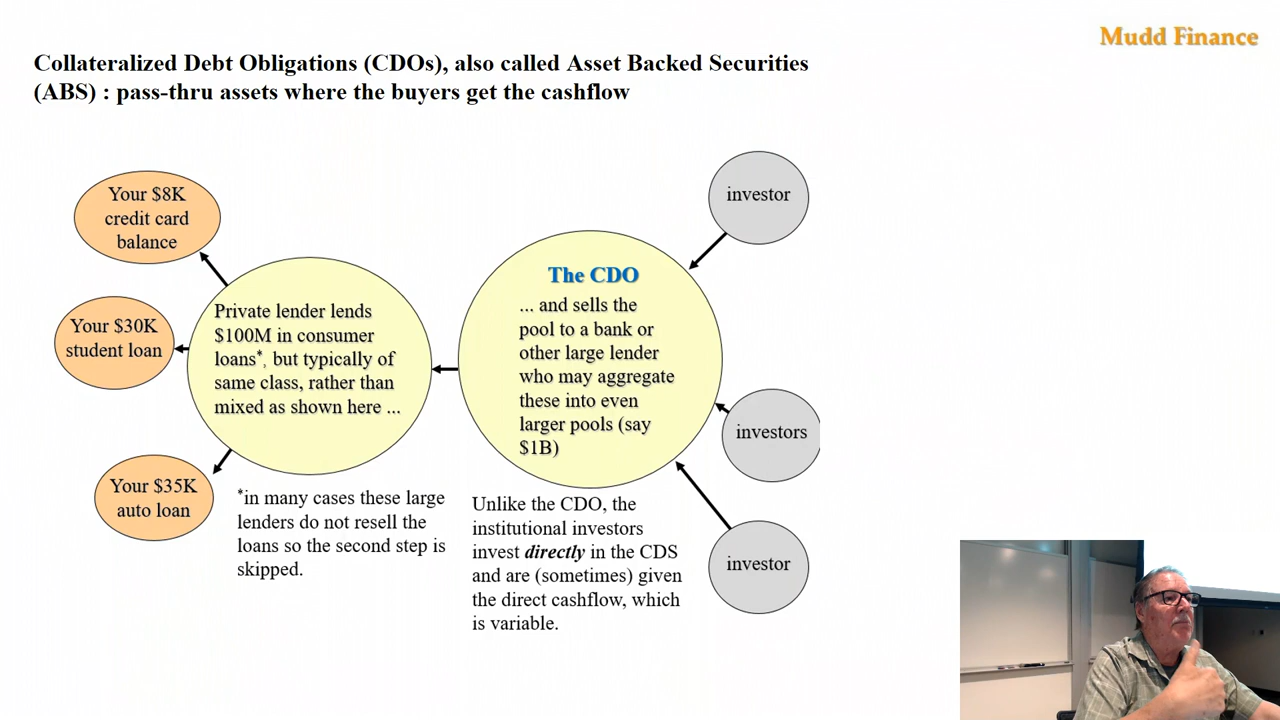 Mudd Finance
Collateralized Debt Obligations (CDOs), also called Asset Backed Securities
(ABS) : pass-thru assets where the buyers get the cashflow
Your $8K
credit card
balance
Your $30K
student loan
Your $35K
auto loan
Private lender lends
$100M in consumer
loans*, but typically of
same class, rather than
mixed as shown here ...
*in many cases these large
lenders do not resell the
loans so the second step is
skipped.
The CDO
... and sells the
pool to a bank or
other large lender
who may aggregate
these into even
larger pools (say
$1B)
Unlike the CDO, the
institutional investors
invest directly in the CDS
and are (sometimes) given
the direct cashflow, which
is variable.
investor
investors
investor